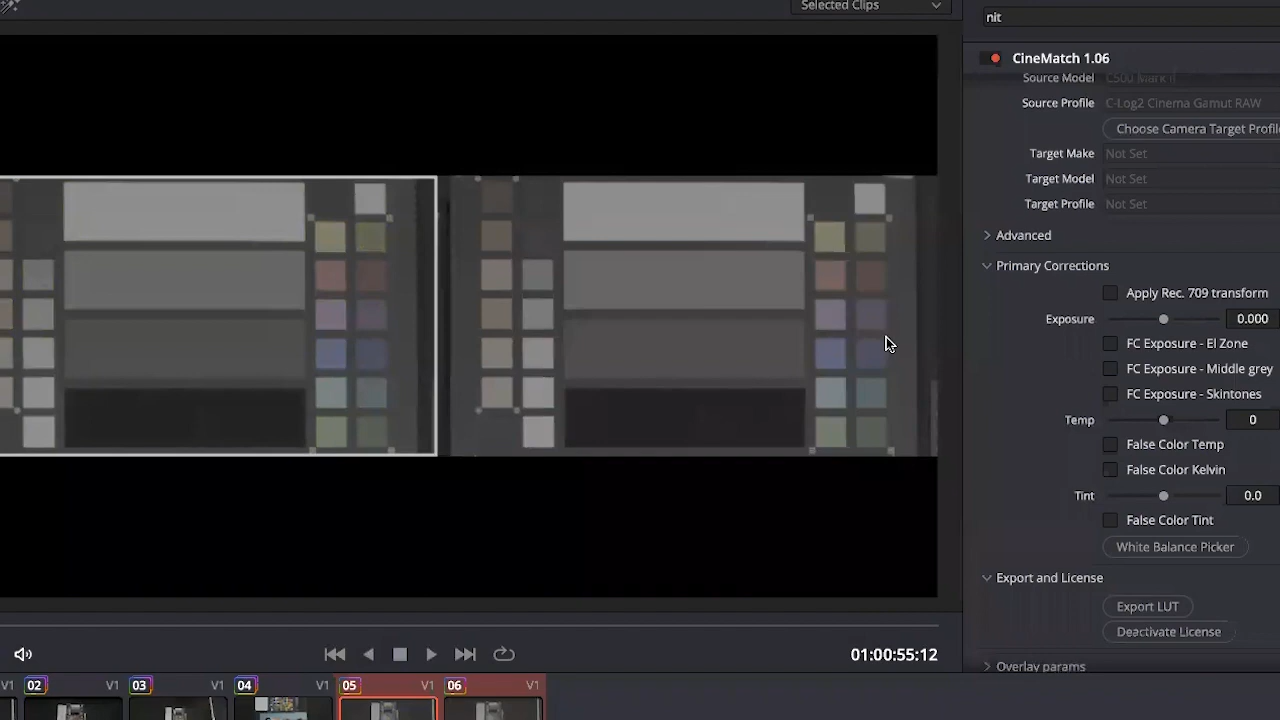 Selected Clips
nit
CineMatch 1.06
Source Model C500 Mark II
Source Profile C-Log2 Cinema Gamut RAW
Choose Camera Target Profile
Target Make Not Set
Target Model Not Set
Target Profile Not Set
Advanced
Primary Corrections
Apply Rec. 709 transform
Exposure 0.000
FC Exposure - El Zone
FC Exposure - Middle grey
FC Exposure - Skintones
Temp 0
False Color Temp
False Color Kelvin
Tint 0.0
False Color Tint
White Balance Picker
Export and License
Export LUT
Deactivate License
Overlay params
01:00:55:12
V1 02 V1 03 V1 04 V1 05 V1 06 V1